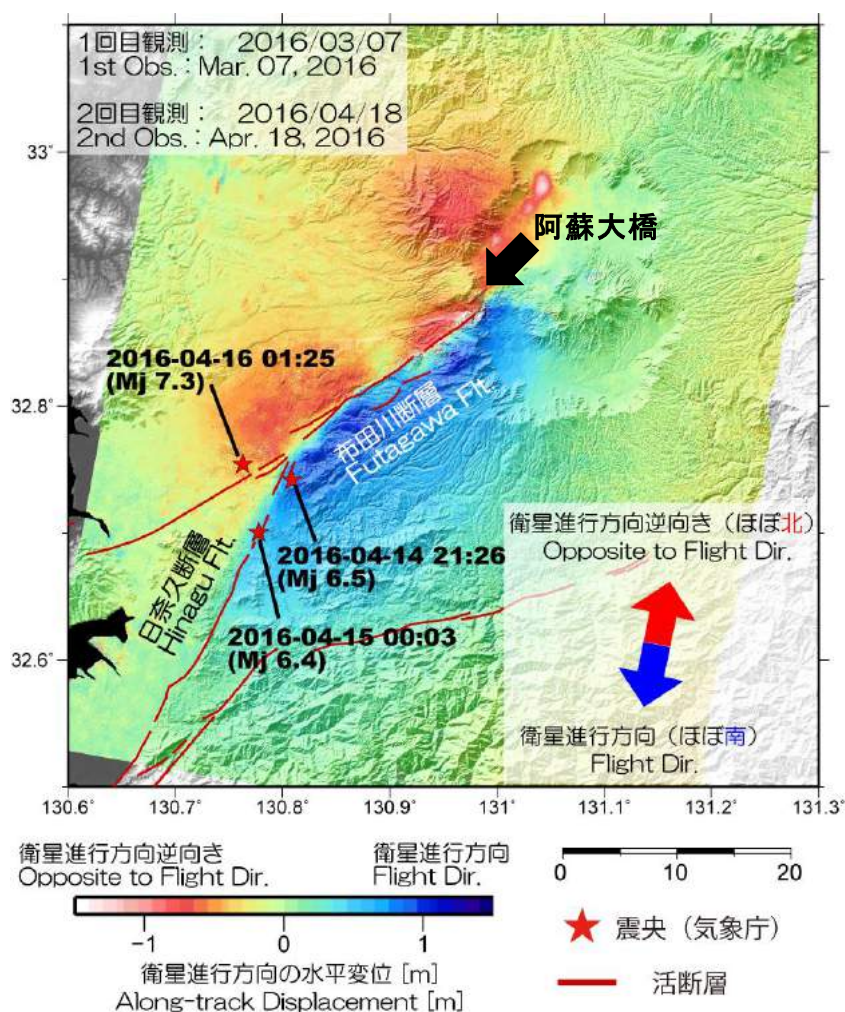 1回目観測： 2016/03/07
1st Obs. : Mar. 07, 2016
2回目観測： 2016/04/18
2nd Obs. : Apr. 18, 2016
33°
阿蘇大橋
2016-04-16 01:25
(Mj 7.3)
32.8°
布田川断層
Futagawa Flt.
衛星進行方向逆向き（ほぼ北）
Opposite to Flight Dir.
2016-04-14 21:26
(Mj 6.5)
日奈久断層
Hinagu Flt.
2016-04-15 00:03
(Mj 6.4)
32.6°
衛星進行方向（ほぼ南）
Flight Dir.
130.6° 130.7° 130.8° 130.9° 131° 131.1° 131.2° 131.3°
衛星進行方向逆向き 衛星進行方向
Opposite to Flight Dir. Flight Dir.
−1 0 1
衛星進行方向の水平変位 [m]
Along-track Displacement [m]
0 10 20
震央（気象庁）
活断層